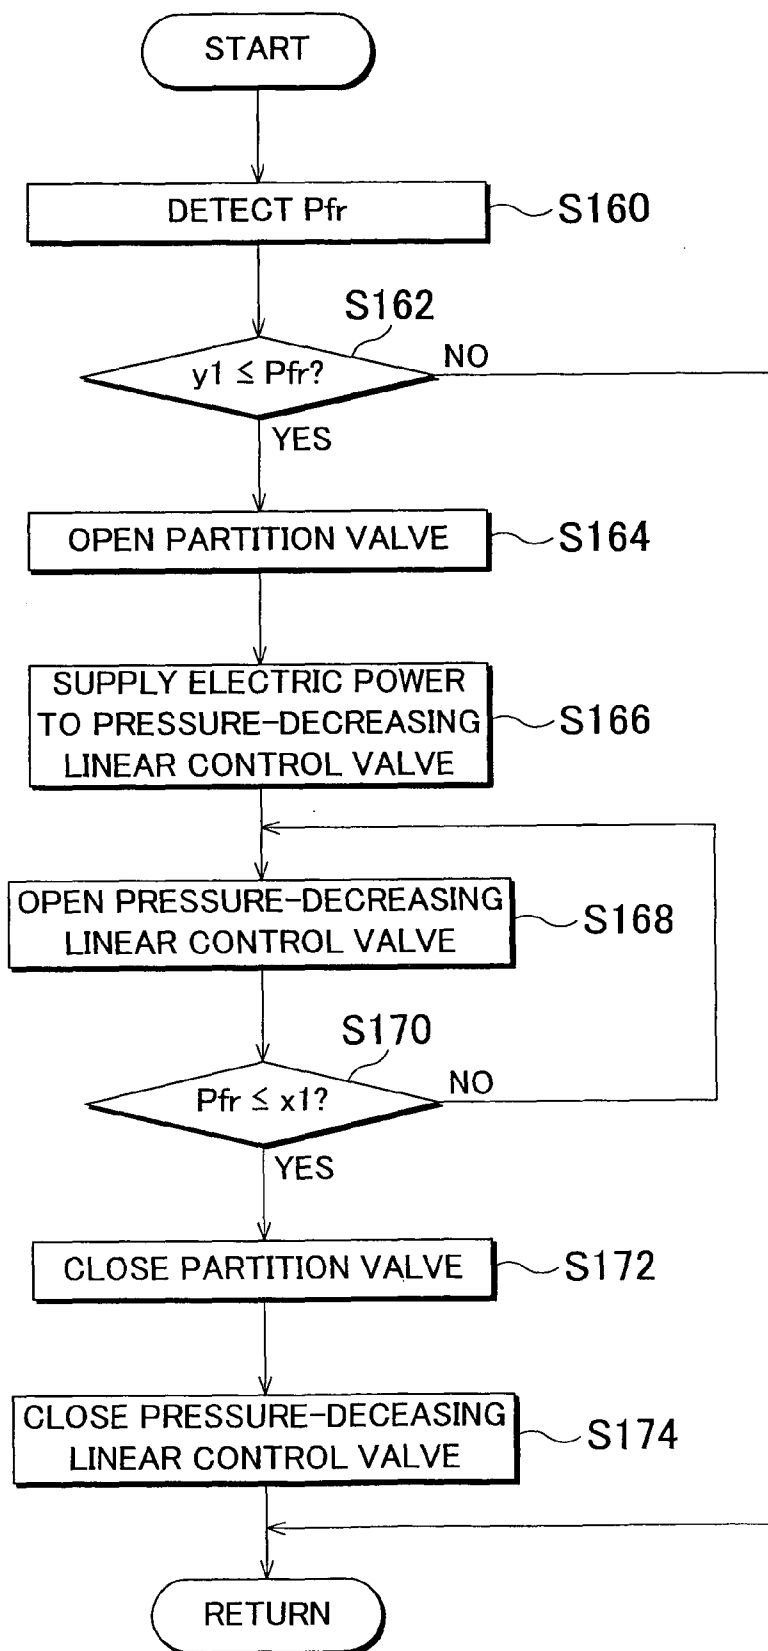 START
DETECT Pfr
S160
S162
y1 ≤ Pfr?
NO
YES
OPEN PARTITION VALVE
S164
SUPPLY ELECTRIC POWER
TO PRESSURE-DECREASING
LINEAR CONTROL VALVE
S166
OPEN PRESSURE-DECREASING
LINEAR CONTROL VALVE
S168
S170
Pfr ≤ x1?
NO
YES
CLOSE PARTITION VALVE
S172
CLOSE PRESSURE-DECEASING
LINEAR CONTROL VALVE
S174
RETURN